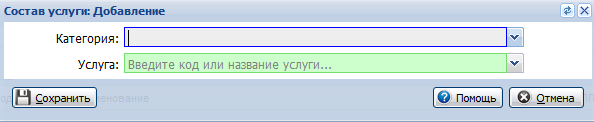 Состав услуги: Добавление
Категория:
Услуга: Введите код или название услуги...
Сохранить Помощь Отмена